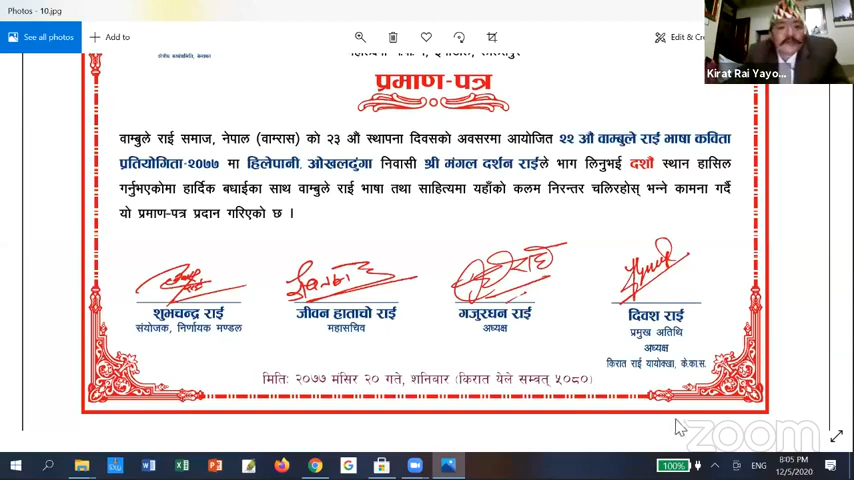 Photos - 10.jpg
See all photos
Add to
Edit & Cr
Kirat Rai Yayo...
प्रमाण-पत्र
वाम्बुले राई समाज, नेपाल (वाम्रास) को २३ औं स्थापना दिवसको अवसरमा आयोजित २२ औं वाम्बुले राई भाषा कविता
प्रतियोगिता-२०७७ मा हिलेपानी, ओखलढुंगा निवासी श्री मंगल दर्शन राईले भाग लिनुभई दशौं स्थान हासिल
गर्नुभएकोमा हार्दिक बधाईका साथ वाम्बुले राई भाषा तथा साहित्यमा यहाँको कलम निरन्तर चलिरहोस् भन्ने कामना गर्दै
यो प्रमाण-पत्र प्रदान गरिएको छ ।
शुभचन्द्र राई
संयोजक, निर्णायक मण्डल
जीवन हाताचो राई
महासचिव
गजुरधन राई
अध्यक्ष
दिवश राई
प्रमुख अतिथि
अध्यक्ष
किरात राई यायोक्खा, के.का.स.
मिति: २०७७ मंसिर २० गते, शनिबार (किरात येले सम्बत् ५०८०)
zoom
100%
ENG
8:05 PM
12/5/2020